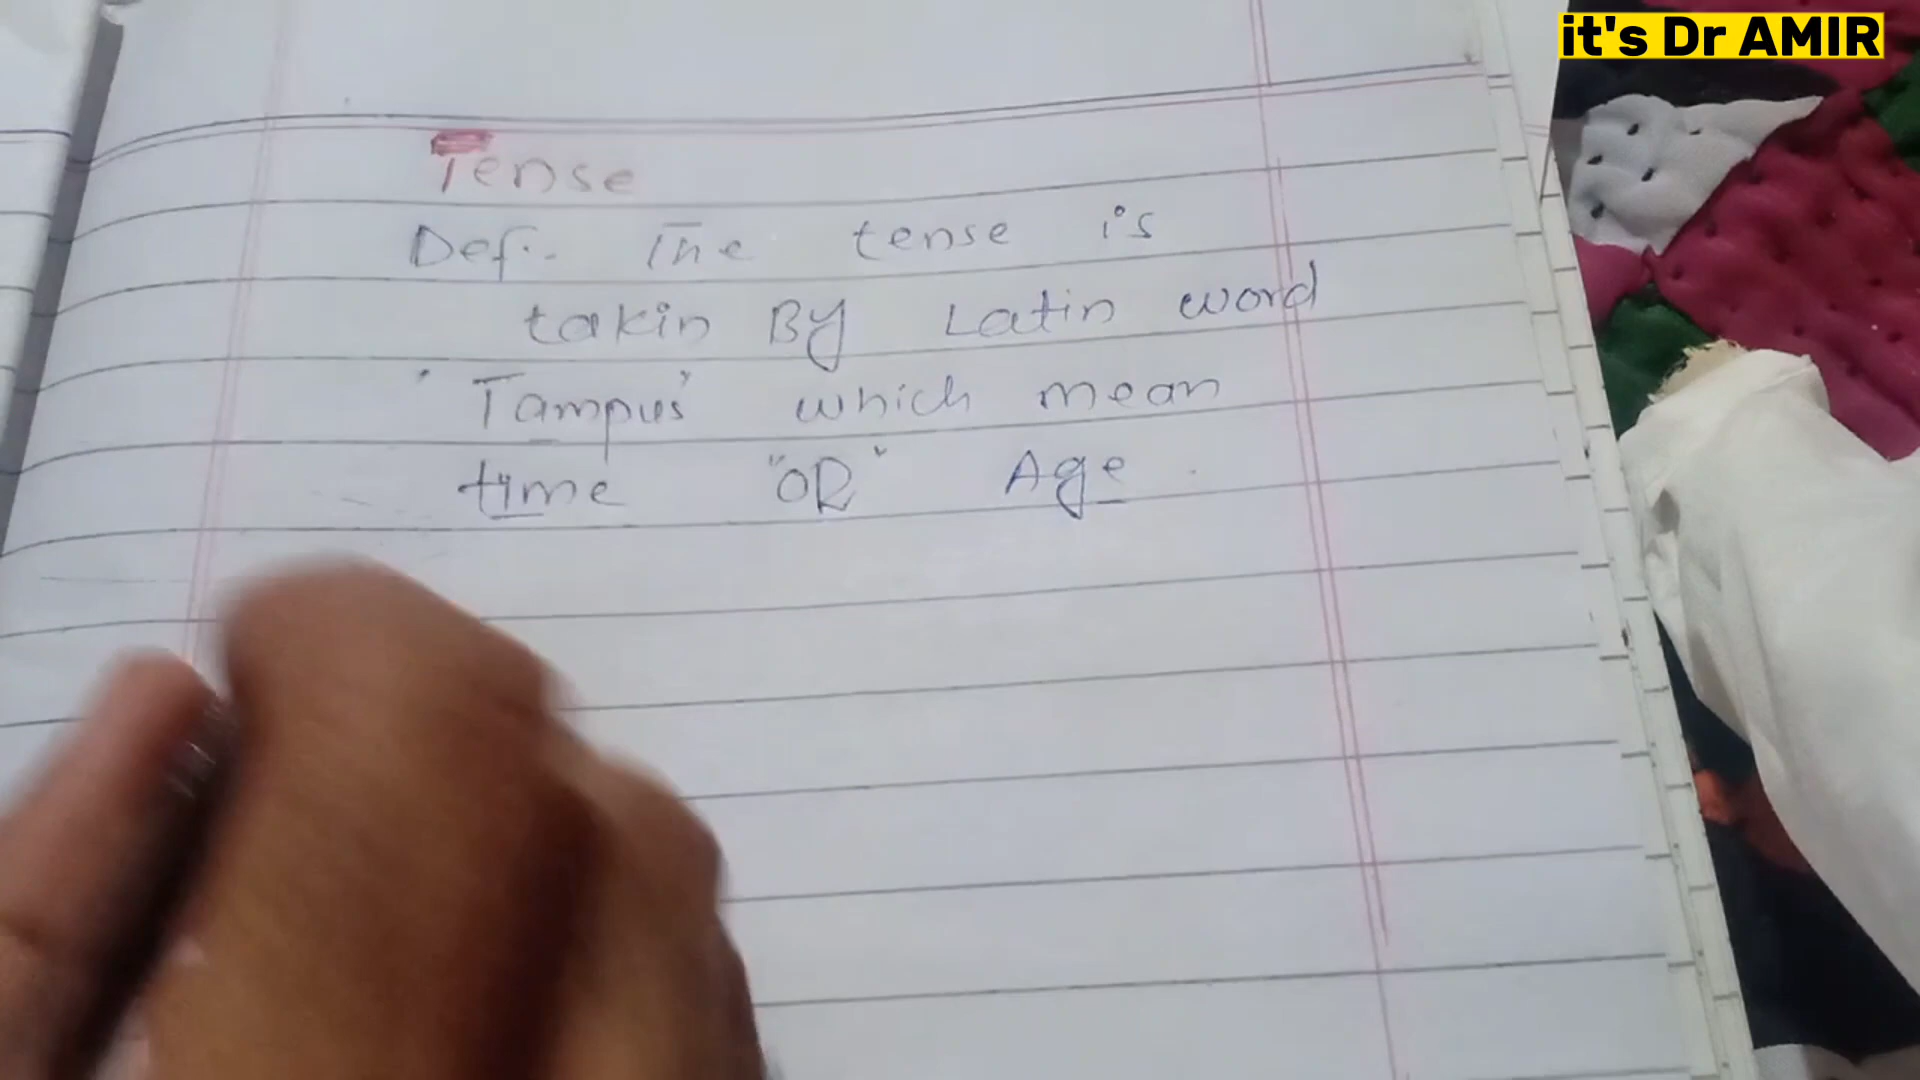 it's Dr AMIR
Tense
Def:- The tense is
takin By Latin word
"Tampus" which mean
time "OR" Age.